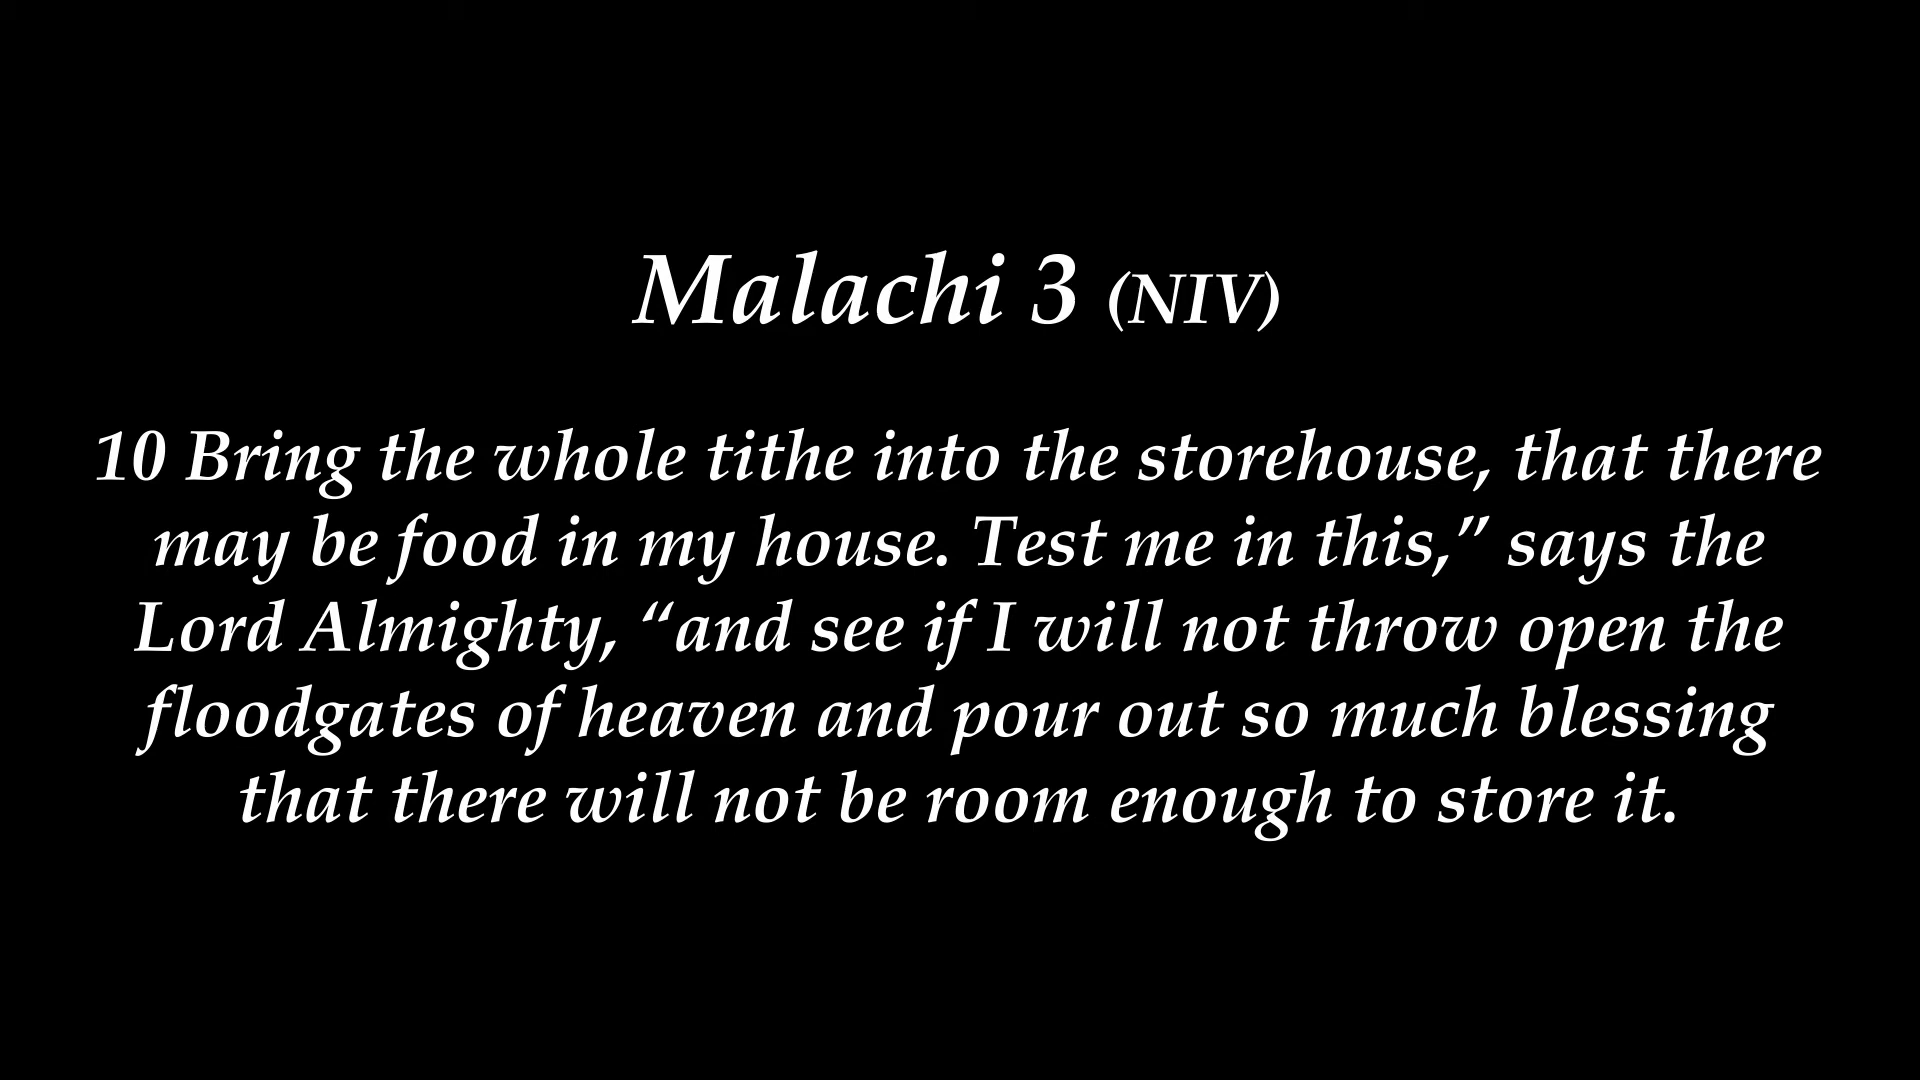 Malachi 3 (NIV)
10 Bring the whole tithe into the storehouse, that there
may be food in my house. Test me in this,” says the
Lord Almighty, “and see if I will not throw open the
floodgates of heaven and pour out so much blessing
that there will not be room enough to store it.